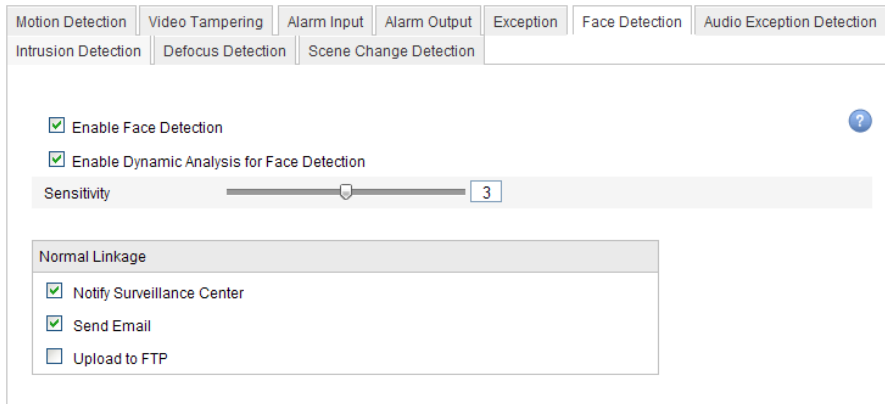 Motion Detection Video Tampering Alarm Input Alarm Output Exception Face Detection Audio Exception Detection
Intrusion Detection Defocus Detection Scene Change Detection
Enable Face Detection
?
Enable Dynamic Analysis for Face Detection
Sensitivity 3
Normal Linkage
Notify Surveillance Center
Send Email
Upload to FTP